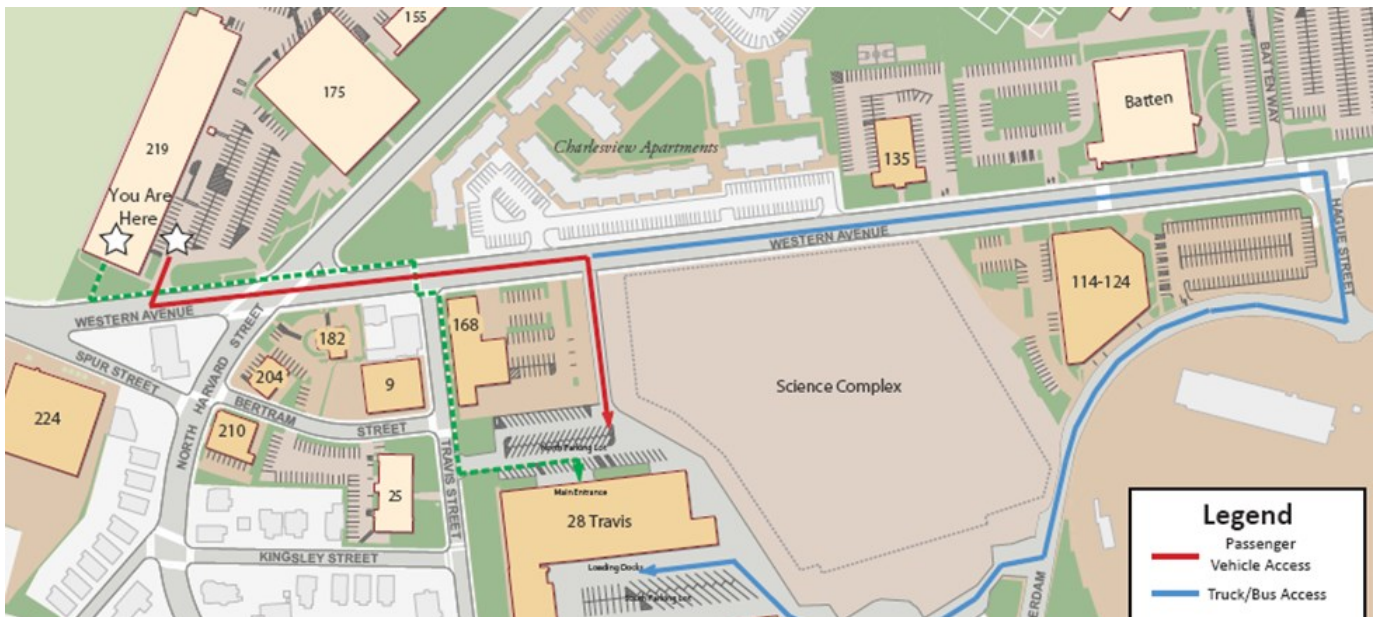 155
175
219
You Are
Here
Charlesview Apartments
135
Batten
BATTEN WAY
WESTERN AVENUE
HAGUE STREET
114-124
WESTERN AVENUE
SPUR STREET
NORTH HARVARD STREET
182
204
9
168
BERTRAM STREET
224
210
25
TRAVIS STREET
KINGSLEY STREET
Science Complex
North Parking Lot
Main Entrance
28 Travis
Loading Docks
South Parking Lot
ERDAM
Legend
Passenger
Vehicle Access
Truck/Bus Access